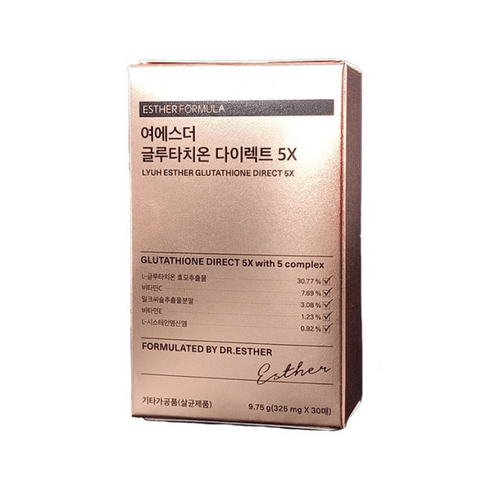 ESTHER FORMULA
여에스더
글루타치온 다이렉트 5X
LYUH ESTHER GLUTATHIONE DIRECT 5X
GLUTATHIONE DIRECT 5X with 5 complex
L-글루타치온 효모추출물 30.77 %
비타민C 7.69 %
밀크씨슬추출물분말 3.08 %
비타민E 1.23 %
L-시스테인염산염 0.92 %
FORMULATED BY DR.ESTHER
Esther
기타가공품(살균제품) 9.75 g(325 mg X 30매)